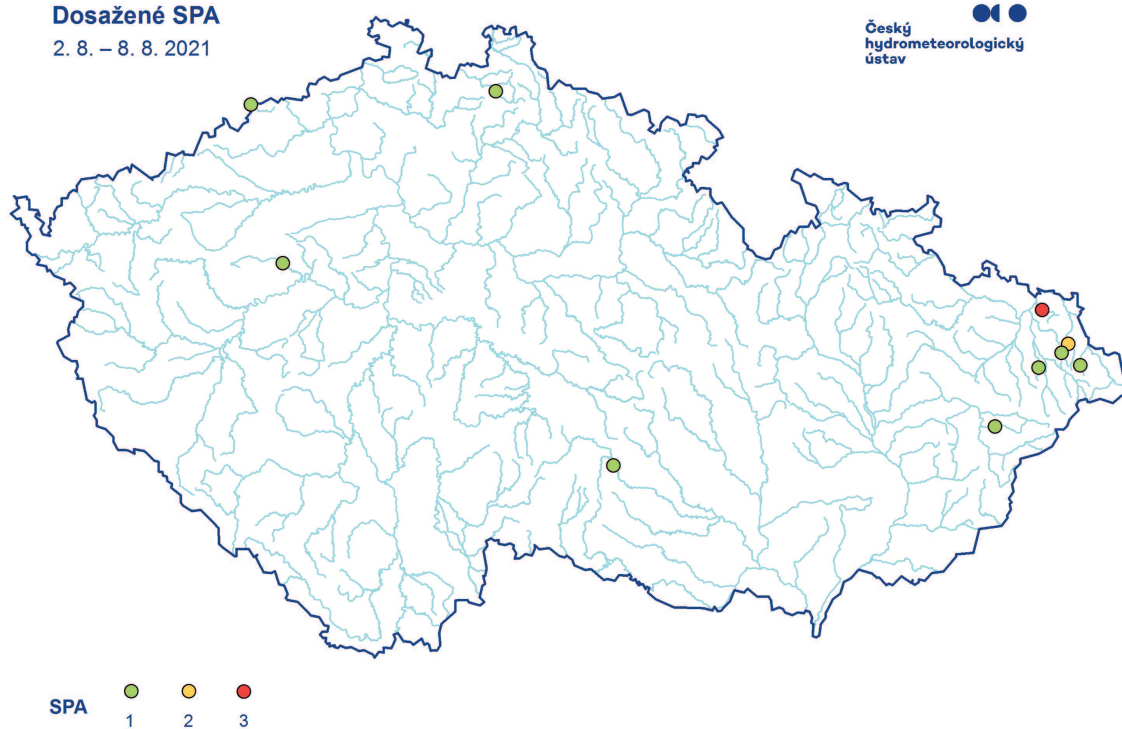 Dosažené SPA
2. 8. – 8. 8. 2021
Český
hydrometeorologický
ústav
SPA
1
2
3